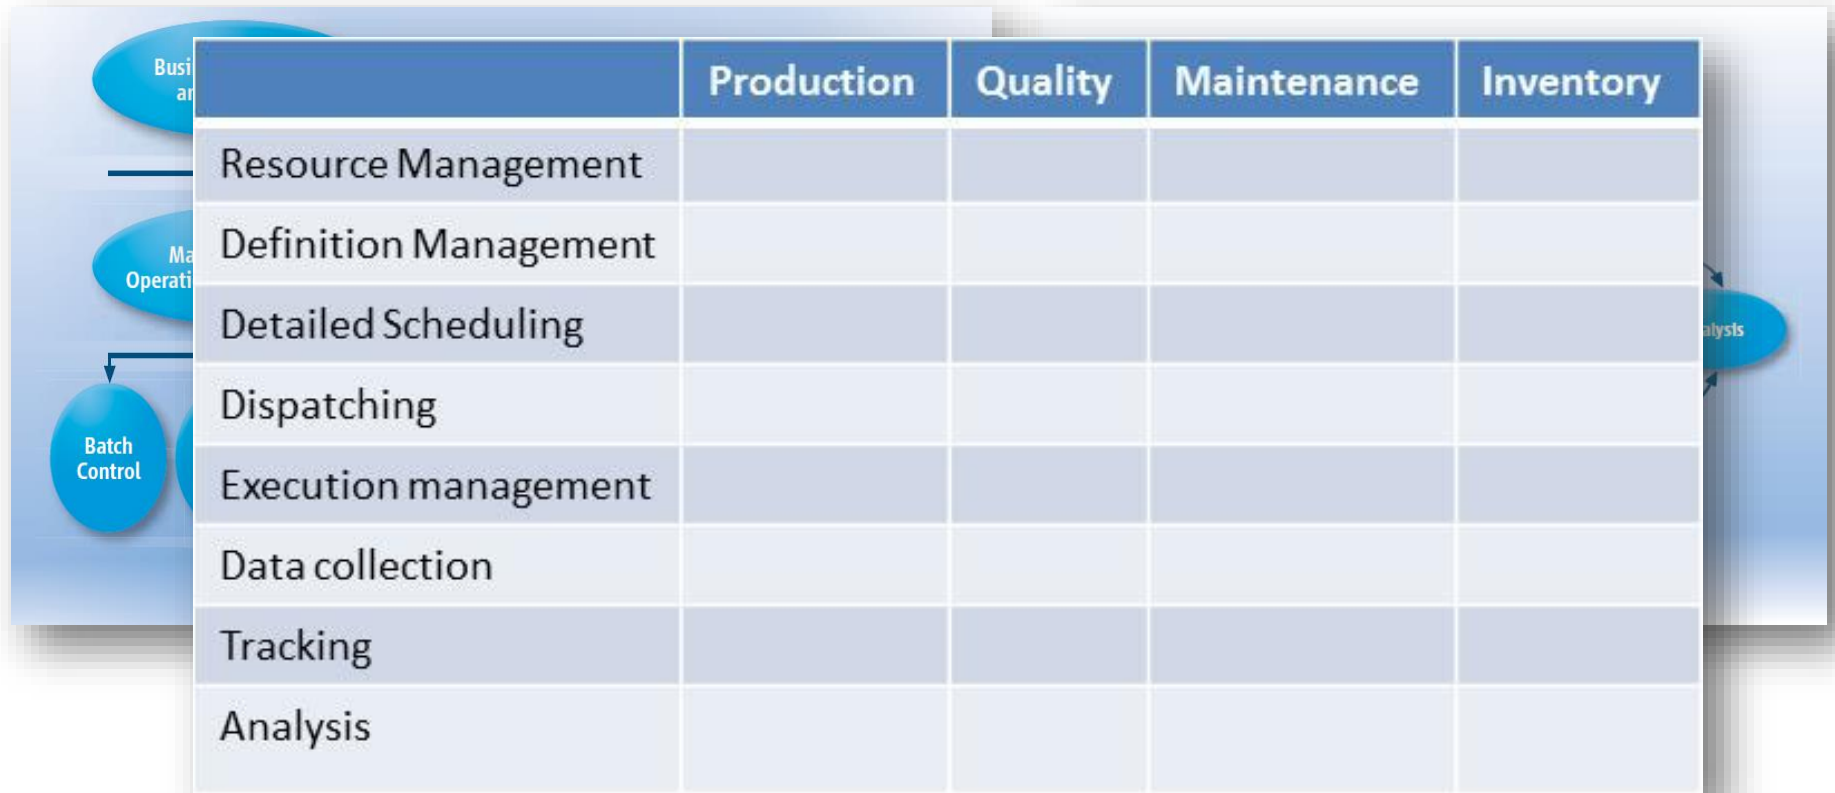 Production Quality Maintenance Inventory
Resource Management
Definition Management
Detailed Scheduling
Dispatching
Execution management
Data collection
Tracking
Analysis
Batch
Control